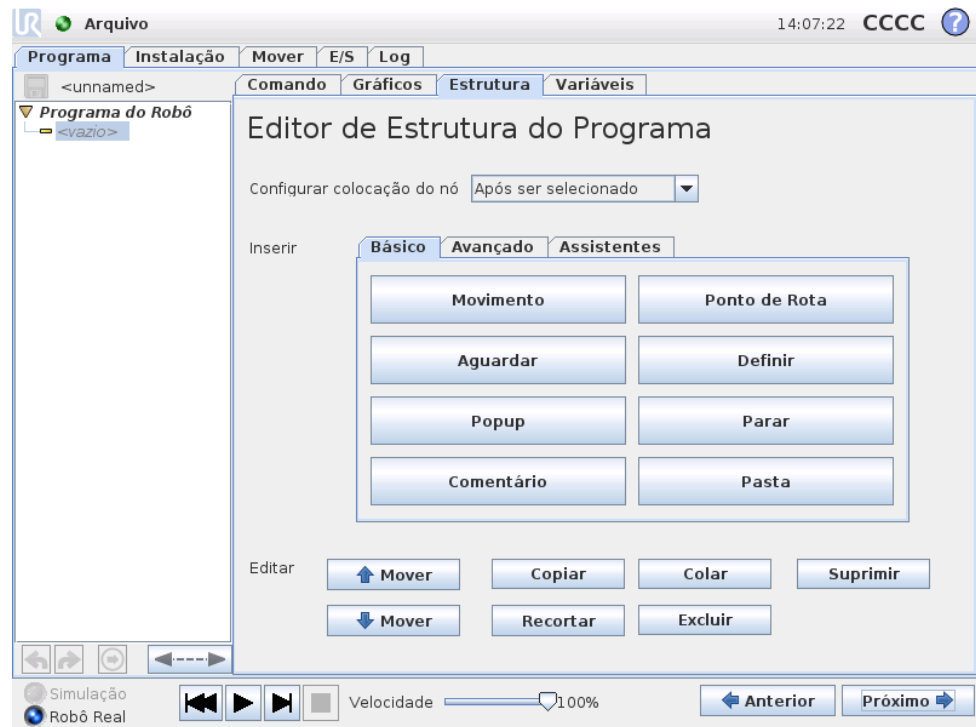 UR Arquivo 14:07:22 CCCC ?
Programa Instalação Mover E/S Log
<unnamed>
Comando Gráficos Estrutura Variáveis
Programa do Robô
<vazio>
Editor de Estrutura do Programa
Configurar colocação do nó Após ser selecionado
Inserir Básico Avançado Assistentes
Movimento Ponto de Rota
Aguardar Definir
Popup Parar
Comentário Pasta
Editar Mover Copiar Colar Suprimir
Mover Recortar Excluir
Simulação
Robô Real
Velocidade 100%
Anterior Próximo